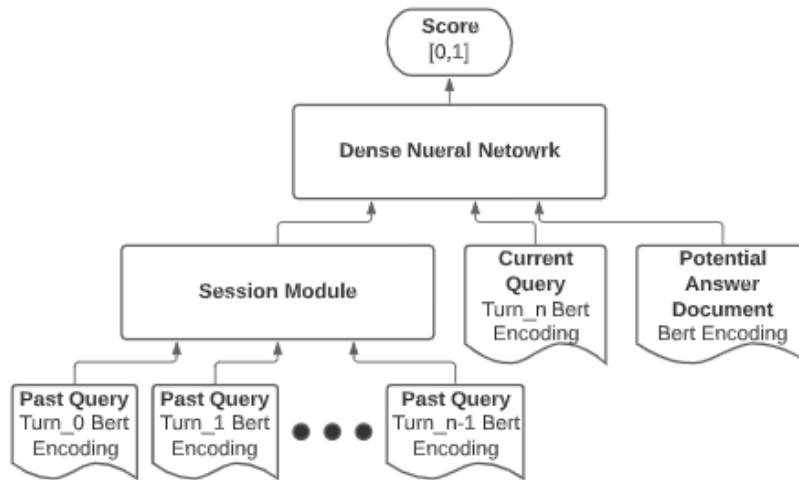 Score
[0,1]
Dense Nueral Netowrk
Session Module
Current
Query
Turn_n Bert
Encoding
Potential
Answer
Document
Bert Encoding
Past Query
Turn_0 Bert
Encoding
Past Query
Turn_1 Bert
Encoding
Past Query
Turn_n-1 Bert
Encoding